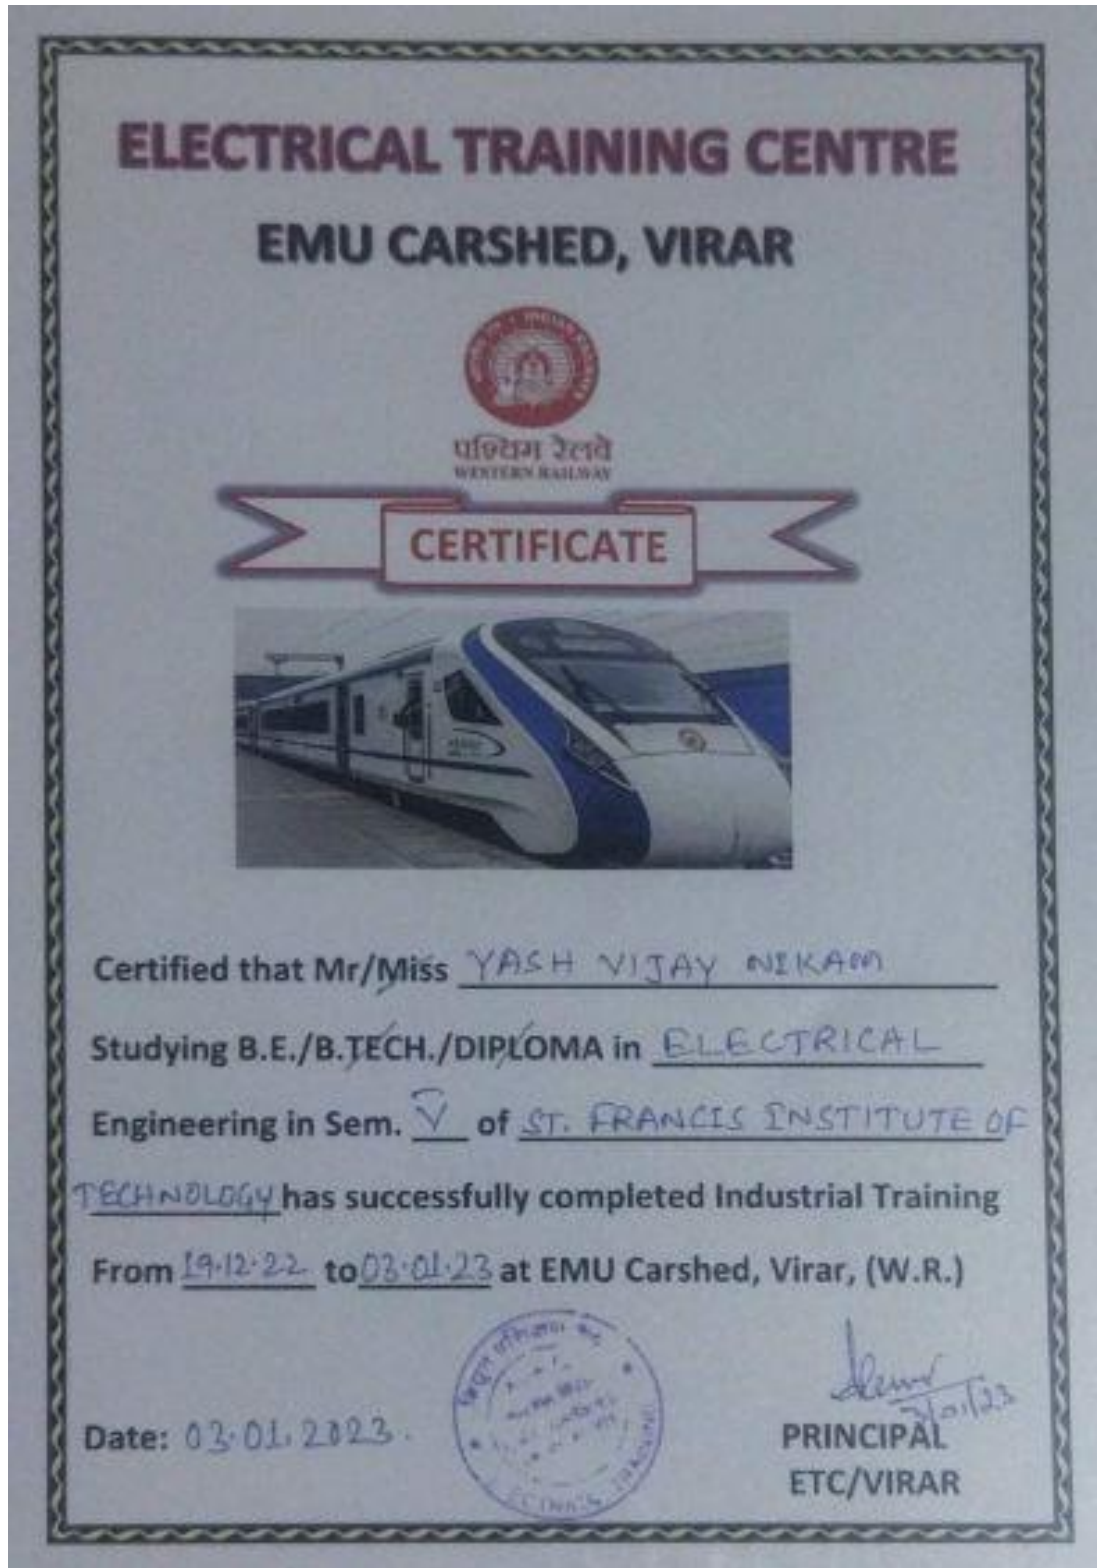 ELECTRICAL TRAINING CENTRE
EMU CARSHED, VIRAR
पश्चिम रेलवे
WESTERN RAILWAY
CERTIFICATE
Certified that Mr/Miss YASH VIJAY NIKAM
Studying B.E./B.TECH./DIPLOMA in ELECTRICAL
Engineering in Sem. V of ST. FRANCIS INSTITUTE OF
TECHNOLOGY has successfully completed Industrial Training
From 19.12.22 to 03.01.23 at EMU Carshed, Virar, (W.R.)
Date: 03.01.2023.
PRINCIPAL
ETC/VIRAR